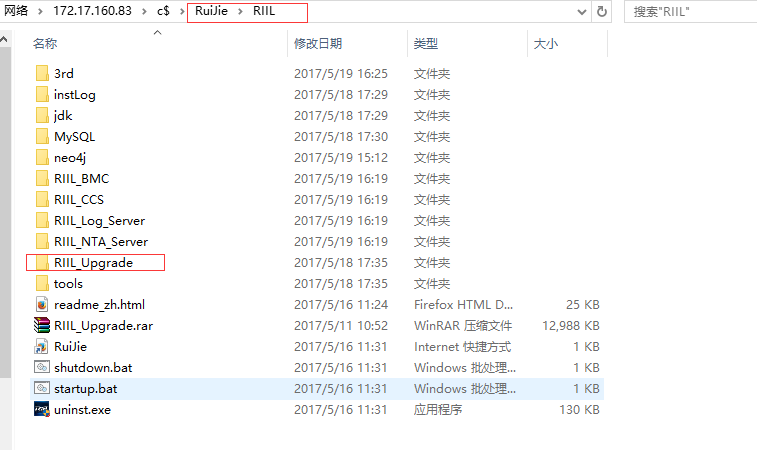 网络 > 172.17.160.83 > c$ > RuiJie > RIIL 搜索"RIIL"
名称 修改日期 类型 大小
3rd 2017/5/19 16:25 文件夹
instLog 2017/5/18 17:29 文件夹
jdk 2017/5/18 17:29 文件夹
MySQL 2017/5/18 17:30 文件夹
neo4j 2017/5/19 15:12 文件夹
RIIL_BMC 2017/5/19 16:19 文件夹
RIIL_CCS 2017/5/19 16:19 文件夹
RIIL_Log_Server 2017/5/19 16:19 文件夹
RIIL_NTA_Server 2017/5/19 16:19 文件夹
RIIL_Upgrade 2017/5/18 17:35 文件夹
tools 2017/5/18 17:35 文件夹
readme_zh.html 2017/5/16 11:24 Firefox HTML D... 25 KB
RIIL_Upgrade.rar 2017/5/11 10:52 WinRAR 压缩文件 12,988 KB
RuiJie 2017/5/16 11:31 Internet 快捷方式 1 KB
shutdown.bat 2017/5/16 11:31 Windows 批处理... 1 KB
startup.bat 2017/5/16 11:31 Windows 批处理... 1 KB
uninst.exe 2017/5/16 11:31 应用程序 130 KB